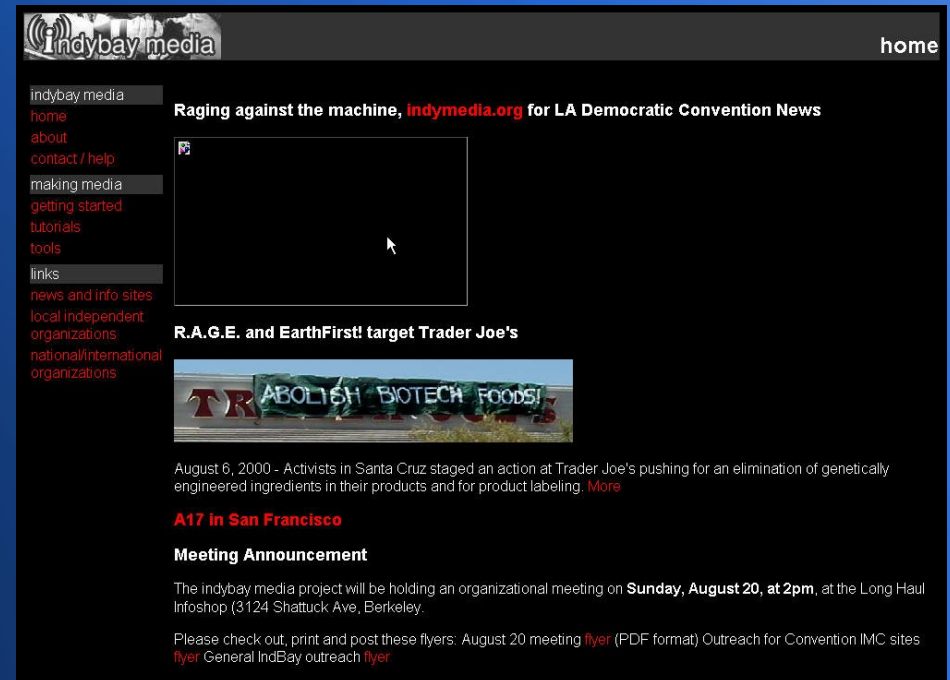 indybay media
home
indybay media
home
about
contact / help
making media
getting started
tutorials
tools
links
news and info sites
local independent
organizations
national/international
organizations
Raging against the machine, indymedia.org for LA Democratic Convention News
R.A.G.E. and EarthFirst! target Trader Joe's
TR
ABOLISH BIOTECH FOODS!
S
August 6, 2000 - Activists in Santa Cruz staged an action at Trader Joe's pushing for an elimination of genetically
engineered ingredients in their products and for product labeling. More
A17 in San Francisco
Meeting Announcement
The indybay media project will be holding an organizational meeting on Sunday, August 20, at 2pm, at the Long Haul
Infoshop (3124 Shattuck Ave, Berkeley.
Please check out, print and post these flyers: August 20 meeting flyer (PDF format) Outreach for Convention IMC sites
flyer General IndBay outreach flyer